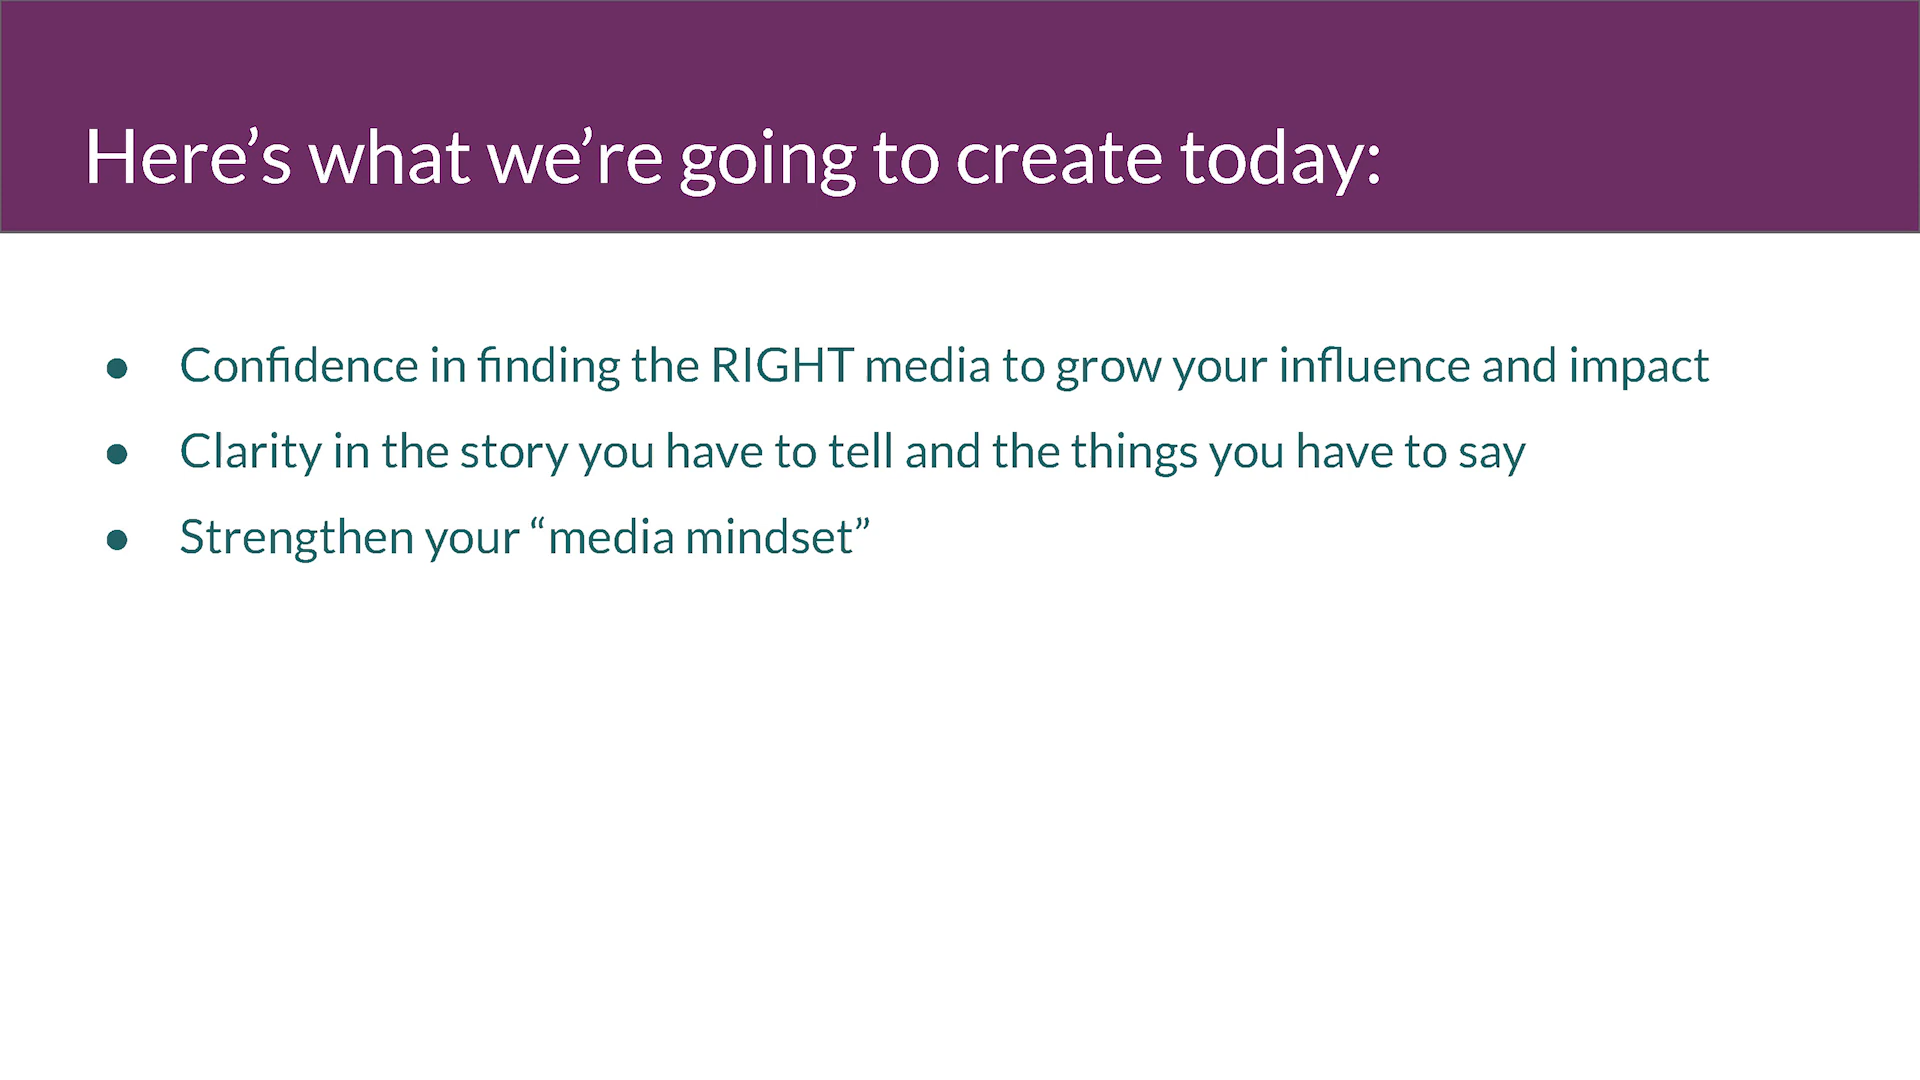 Here’s what we’re going to create today:
● Confidence in finding the RIGHT media to grow your influence and impact
● Clarity in the story you have to tell and the things you have to say
● Strengthen your “media mindset”